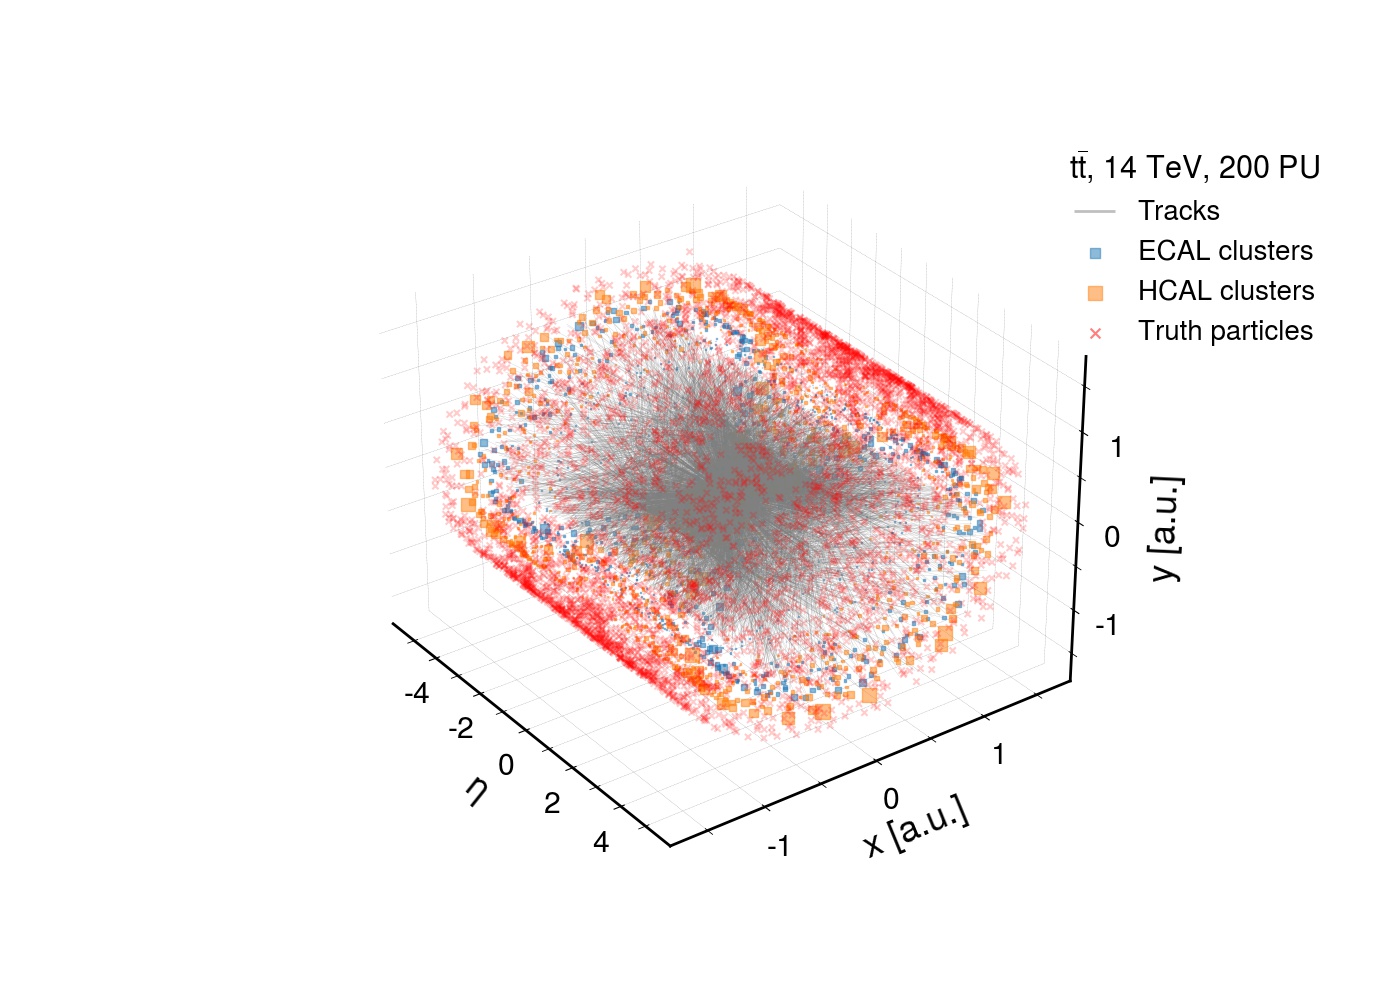 tt̄, 14 TeV, 200 PU
Tracks
ECAL clusters
HCAL clusters
Truth particles
1
0
-1
y [a.u.]
-4
-2
0
2
4
η
-1
0
1
x [a.u.]